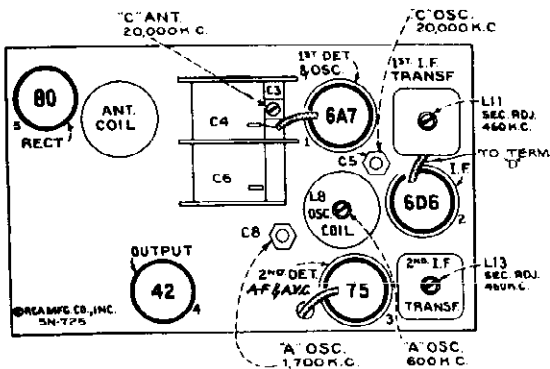 "C" ANT.
20,000 K.C.
"C" OSC.
20,000 K.C.
1ST. DET.
& OSC.
1ST. I.F.
TRANSF
80
5
RECT
ANT.
COIL
C3
C4
C6
6A7
1
C5
L11
SEC. ADJ.
460 K.C.
TO TERM
"D"
I.F.
6D6
2
L8
OSC.
COIL
C8
OUTPUT
42
4
2ND. DET.
A-F & A.V.C.
75
3
2ND. I.F
TRANSF.
L13
SEC. ADJ.
460 K.C.
©RCA MFG. CO., INC.
SN-725
"A" OSC.
1,700 K.C.
"A" OSC.
600 K.C.